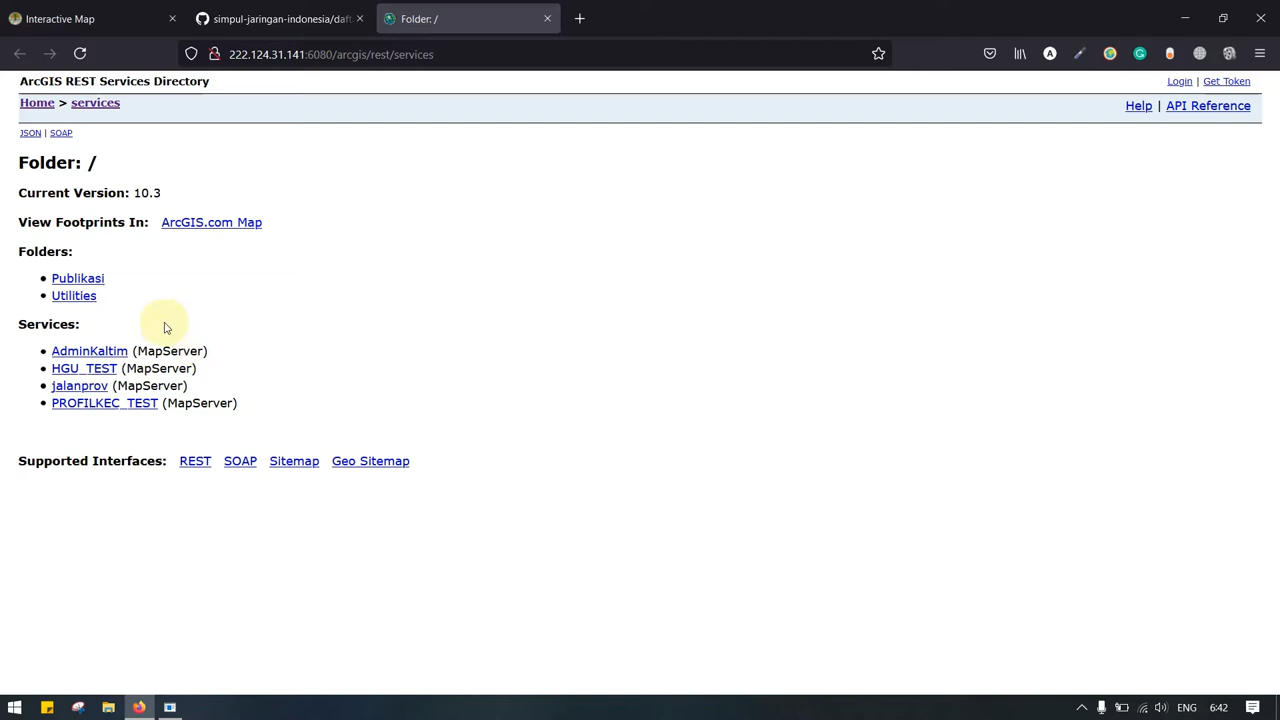 Interactive Map
simpul-jaringan-indonesia/daft
Folder: /
222.124.31.141:6080/arcgis/rest/services
ArcGIS REST Services Directory
Login | Get Token
Home > services
Help | API Reference
JSON | SOAP
Folder: /
Current Version: 10.3
View Footprints In: ArcGIS.com Map
Folders:
• Publikasi
• Utilities
Services:
• AdminKaltim (MapServer)
• HGU_TEST (MapServer)
• jalanprov (MapServer)
• PROFILKEC_TEST (MapServer)
Supported Interfaces: REST SOAP Sitemap Geo Sitemap
ENG 6:42